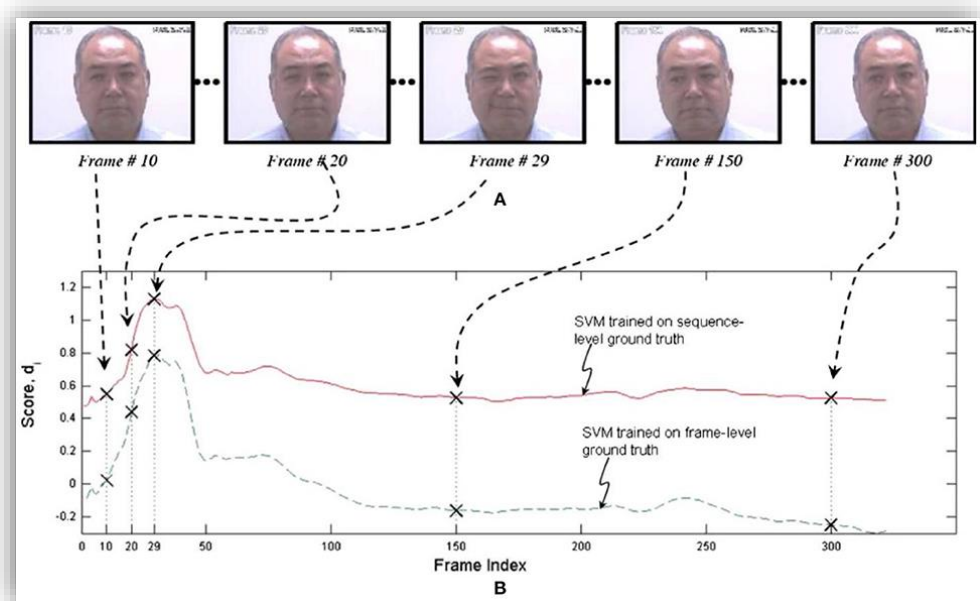 Frame # 10
Frame # 20
Frame # 29
Frame # 150
Frame # 300
A
1.2
1
0.8
0.6
0.4
0.2
0
-0.2
Score, di
SVM trained on sequence-
level ground truth
SVM trained on frame-level
ground truth
0 10 20 29 50 100 150 200 250 300
Frame Index
B